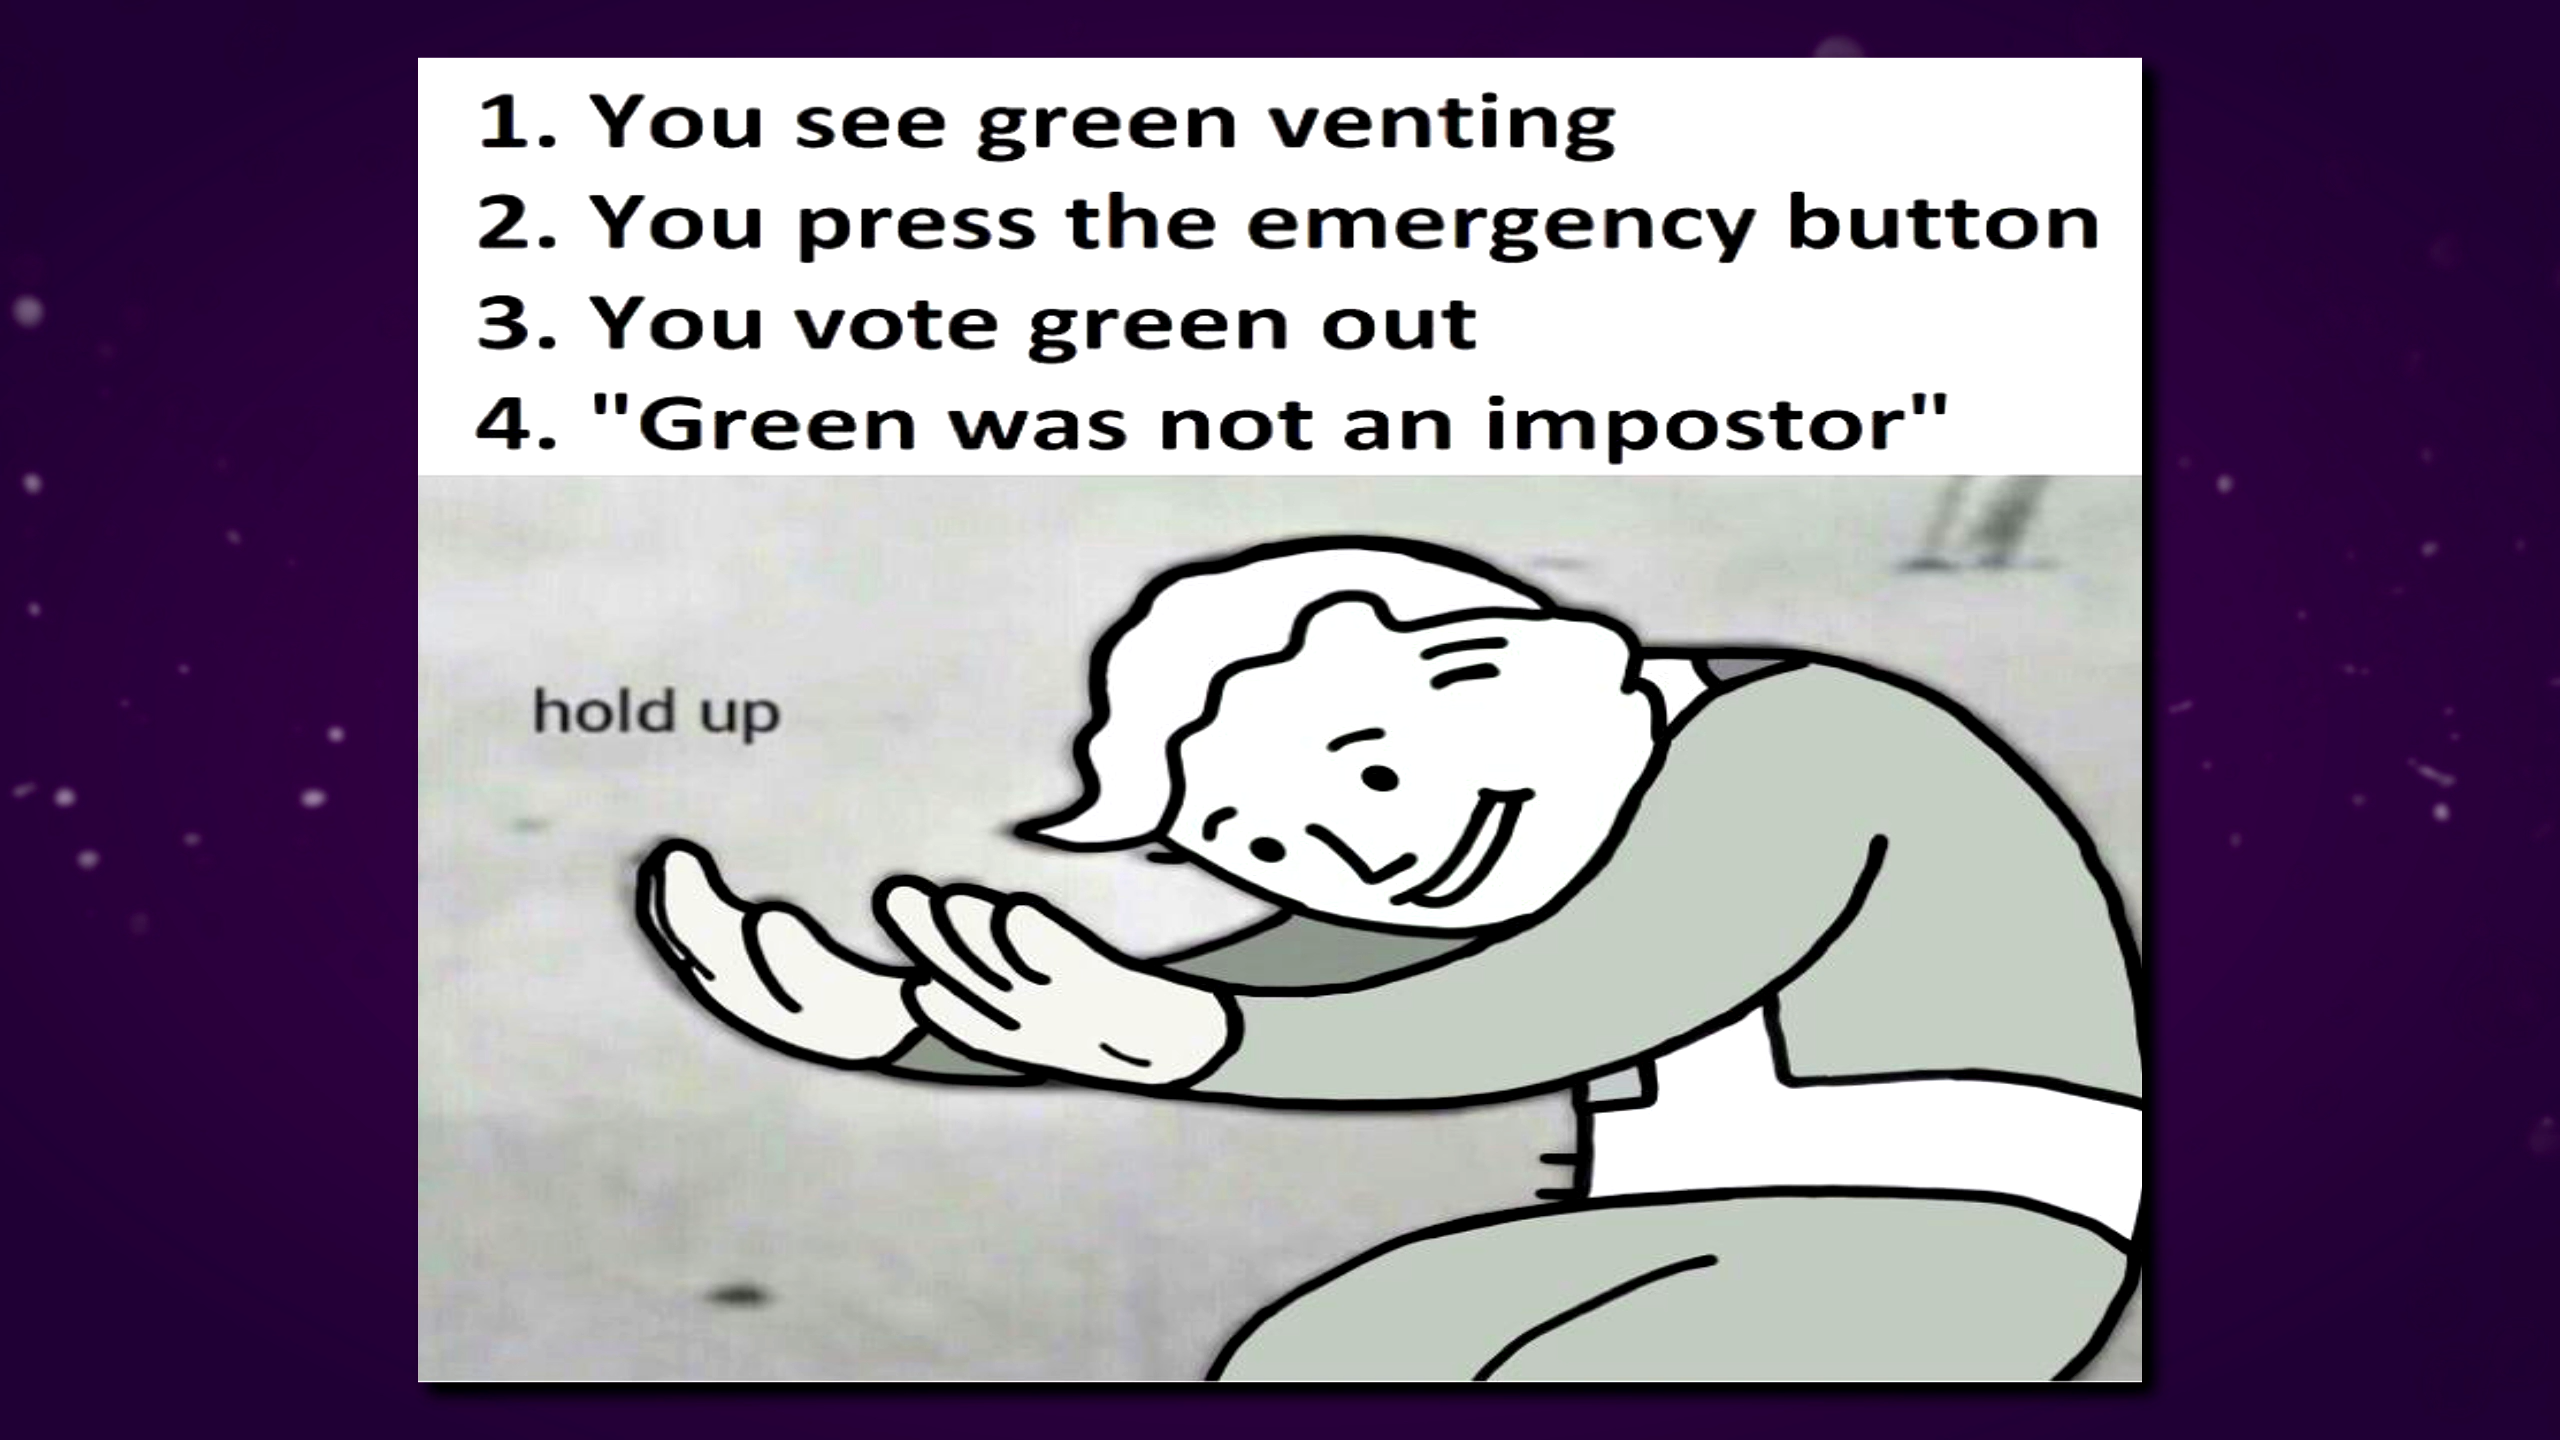 1. You see green venting
2. You press the emergency button
3. You vote green out
4. "Green was not an impostor"
hold up